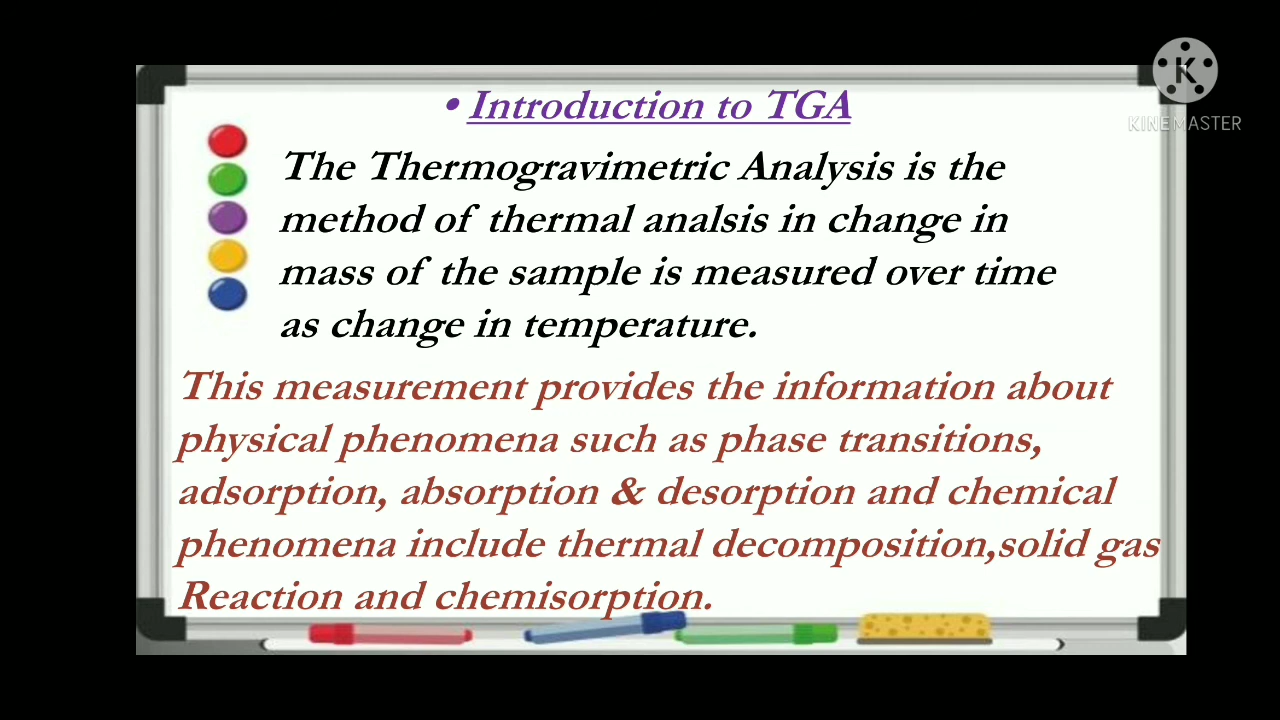 • Introduction to TGA
K
KINEMASTER
The Thermogravimetric Analysis is the
method of thermal analsis in change in
mass of the sample is measured over time
as change in temperature.
This measurement provides the information about
physical phenomena such as phase transitions,
adsorption, absorption & desorption and chemical
phenomena include thermal decomposition,solid gas
Reaction and chemisorption.